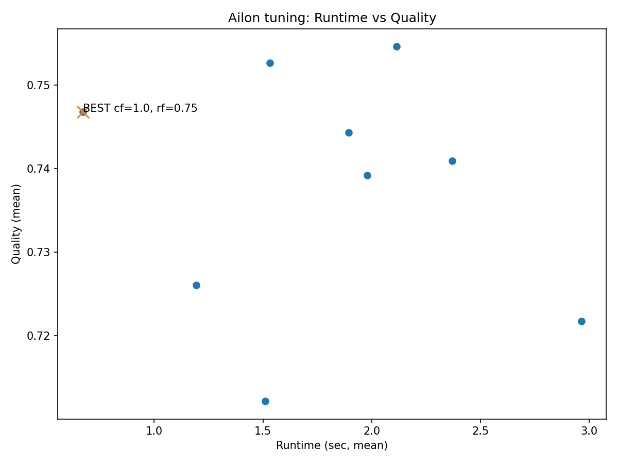 Ailon tuning: Runtime vs Quality
Quality (mean)
0.75
0.74
0.73
0.72
BEST cf=1.0, rf=0.75
1.0
1.5
2.0
2.5
3.0
Runtime (sec, mean)